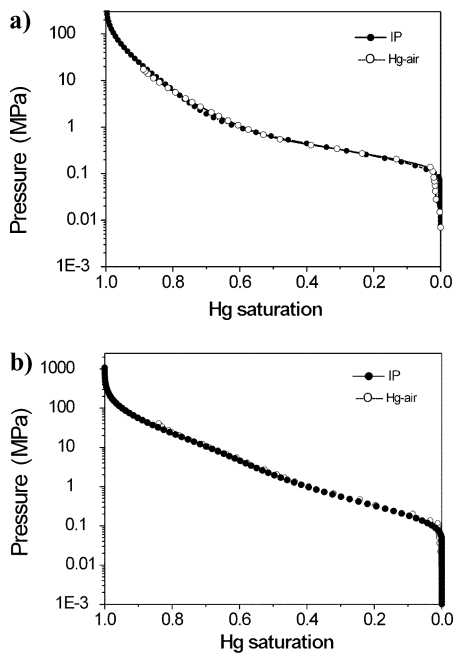 a)
IP
Hg-air
100
10
1
0.1
0.01
1E-3
Pressure (MPa)
1.0 0.8 0.6 0.4 0.2 0.0
Hg saturation
b)
IP
Hg-air
1000
100
10
1
0.1
0.01
1E-3
Pressure (MPa)
1.0 0.8 0.6 0.4 0.2 0.0
Hg saturation